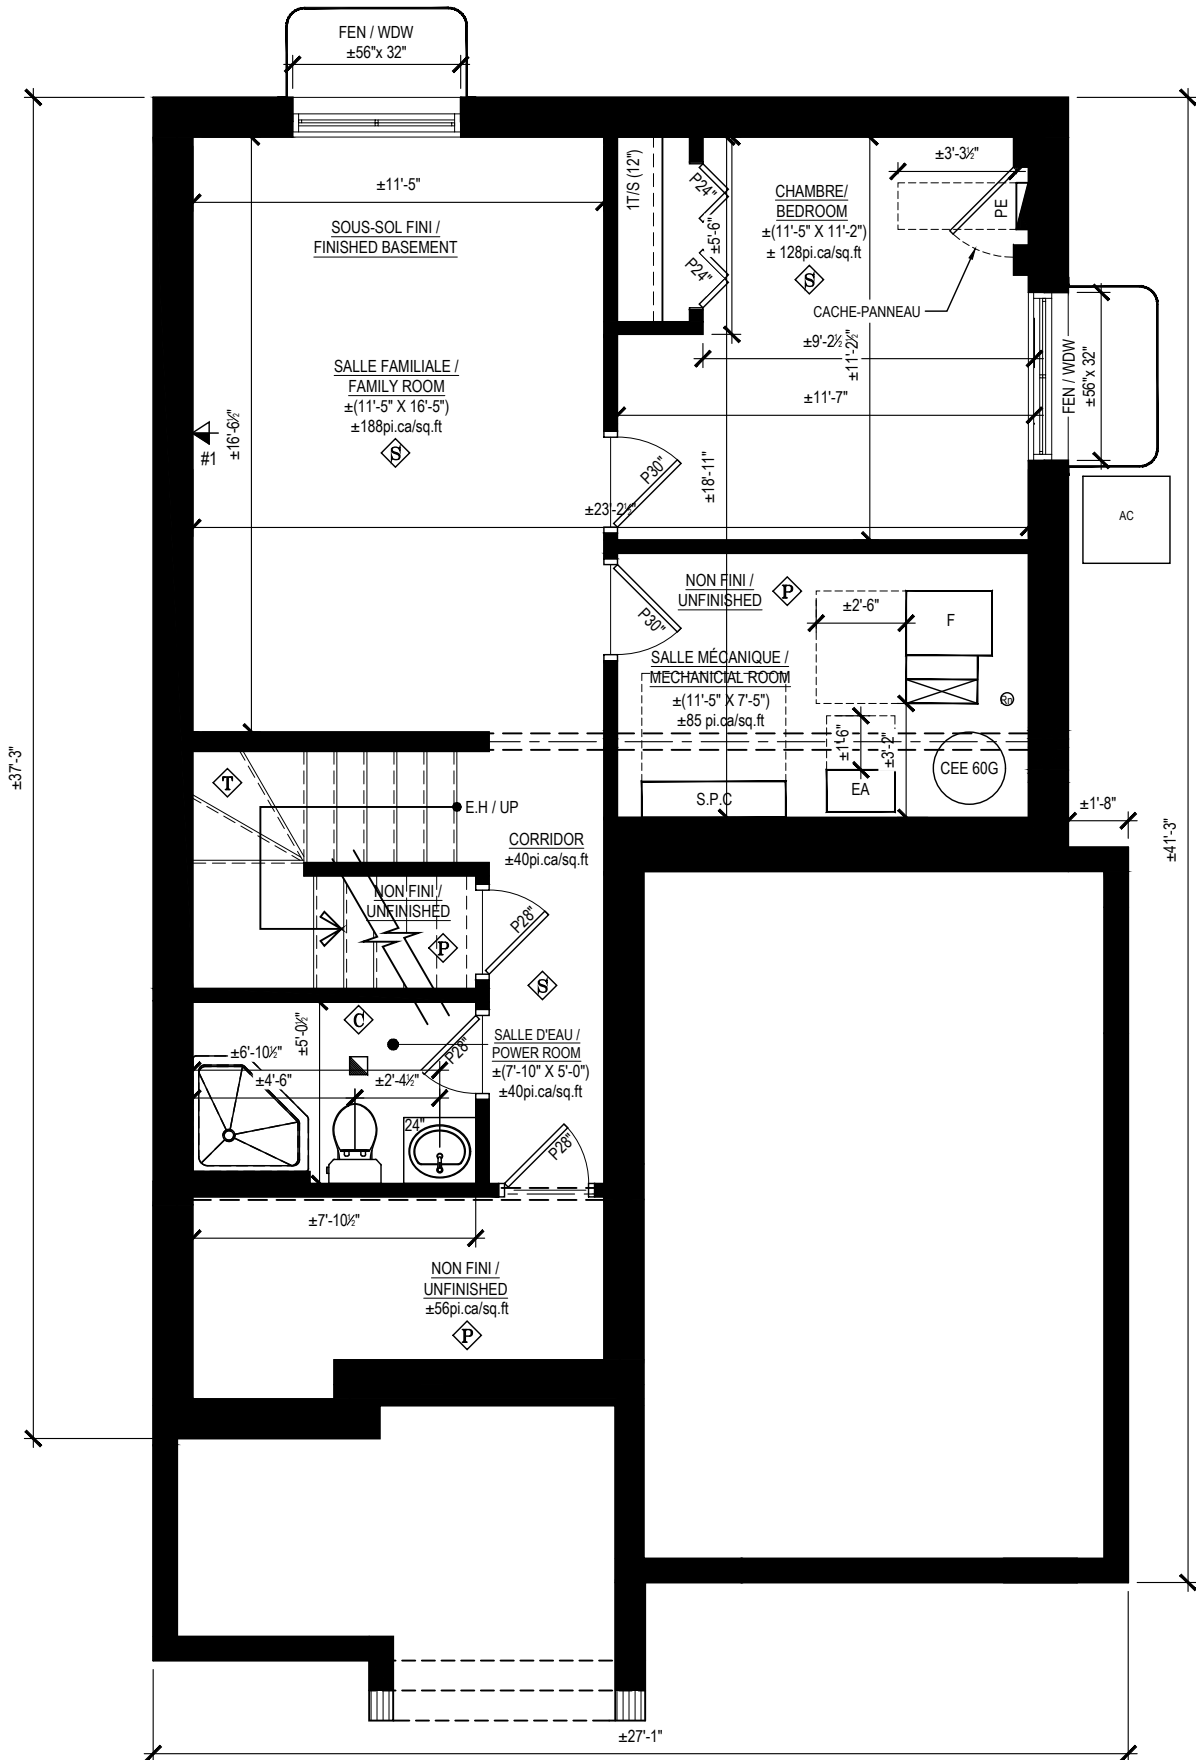 FEN / WDW
±56"x 32"
±11'-5"
SOUS-SOL FINI /
FINISHED BASEMENT
1T/S (12")
P24"
±5'-6"
P24"
CHAMBRE/
BEDROOM
±(11'-5" X 11'-2")
± 128pi.ca/sq.ft
S
±3'-3½"
PE
CACHE-PANNEAU
±9'-2½
±11'-2½"
±11'-7"
FEN / WDW
±56"x 32"
SALLE FAMILIALE /
FAMILY ROOM
±(11'-5" X 16'-5")
±188pi.ca/sq.ft
S
#1
±16'-6½"
P30"
±18'-11"
±23'-2½"
AC
P30"
NON FINI /
UNFINISHED
P
±2'-6"
F
SALLE MÉCANIQUE /
MECHANICIAL ROOM
±(11'-5" X 7'-5")
±85 pi.ca/sq.ft
Rn
±1'-6"
±3'-2"
S.P.C
EA
CEE 60G
±37'-3"
±1'-8"
±41'-3"
T
E.H / UP
CORRIDOR
±40pi.ca/sq.ft
NON FINI /
UNFINISHED
P
P28"
S
C
±5'-0½"
SALLE D'EAU /
POWER ROOM
±(7'-10" X 5'-0")
±40pi.ca/sq.ft
P28"
±6'-10½"
±4'-6"
±2'-4½"
24"
P28"
±7'-10½"
NON FINI /
UNFINISHED
±56pi.ca/sq.ft
P
±27'-1"